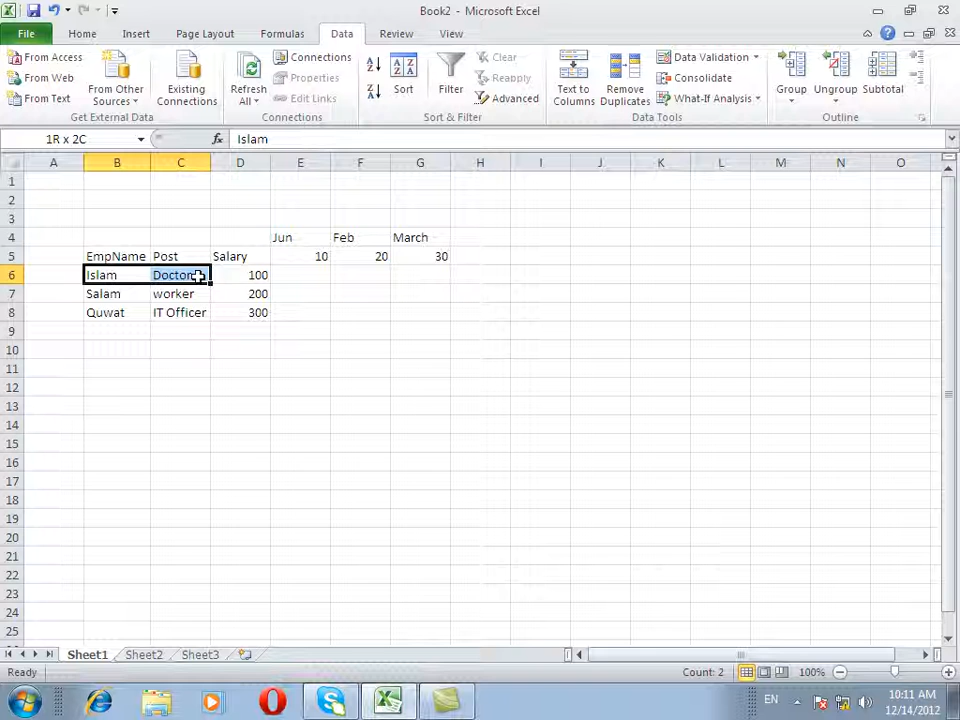 Book2 - Microsoft Excel
File Home Insert Page Layout Formulas Data Review View
From Access
From Web
From Text
From Other Sources
Existing Connections
Get External Data
Refresh All
Connections
Properties
Edit Links
Connections
Sort
Filter
Clear
Reapply
Advanced
Sort & Filter
Text to Columns
Remove Duplicates
Data Validation
Consolidate
What-If Analysis
Data Tools
Group
Ungroup
Subtotal
Outline
1R x 2C fx Islam
A B C D E F G H I J K L M N O
1
2
3
4 Jun Feb March
5 EmpName Post Salary 10 20 30
6 Islam Doctor 100
7 Salam worker 200
8 Quwat IT Officer 300
9
10
11
12
13
14
15
16
17
18
19
20
21
22
23
24
25
Sheet1 Sheet2 Sheet3
Ready Count: 2 100%
EN 10:11 AM
12/14/2012